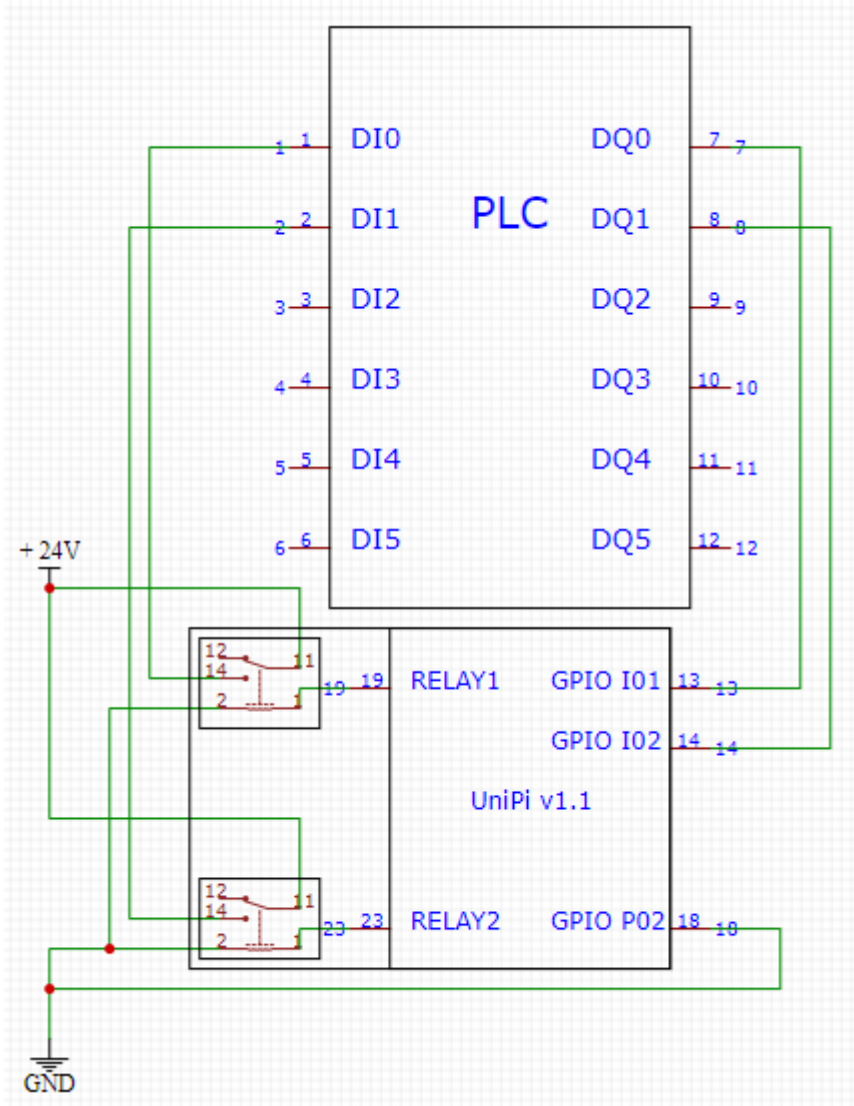 1 1 DI0 DQ0 7 7
2 2 DI1 PLC DQ1 8 8
3 3 DI2 DQ2 9 9
4 4 DI3 DQ3 10 10
5 5 DI4 DQ4 11 11
6 6 DI5 DQ5 12 12
+24V
12 11
14 19 19 RELAY1 GPIO I01 13 13
2 1
GPIO I02 14 14
UniPi v1.1
12 11
14 23 23 RELAY2 GPIO P02 18 18
2 1
GND